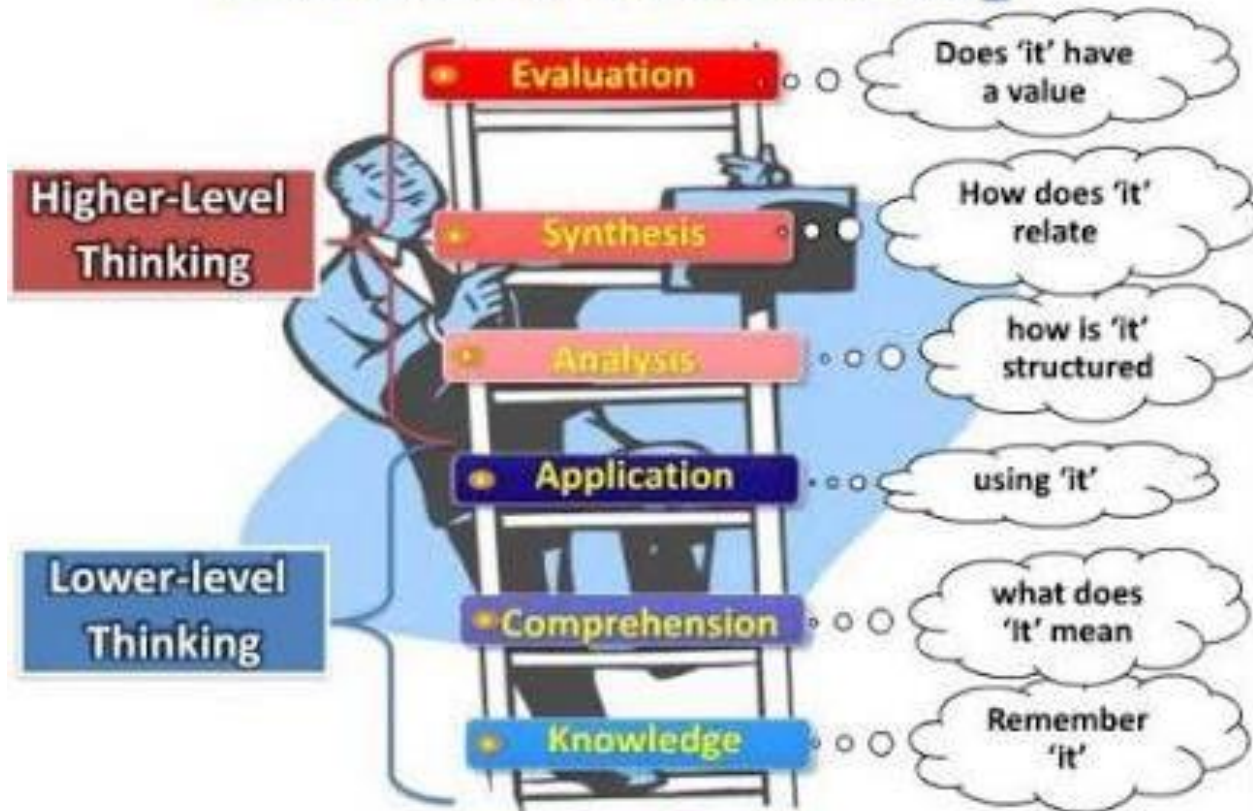 Evaluation
Does 'it' have
a value
Higher-Level
Thinking
Synthesis
How does 'it'
relate
Analysis
how is 'it'
structured
Application
using 'it'
Lower-level
Thinking
Comprehension
what does
'it' mean
Knowledge
Remember
'it'